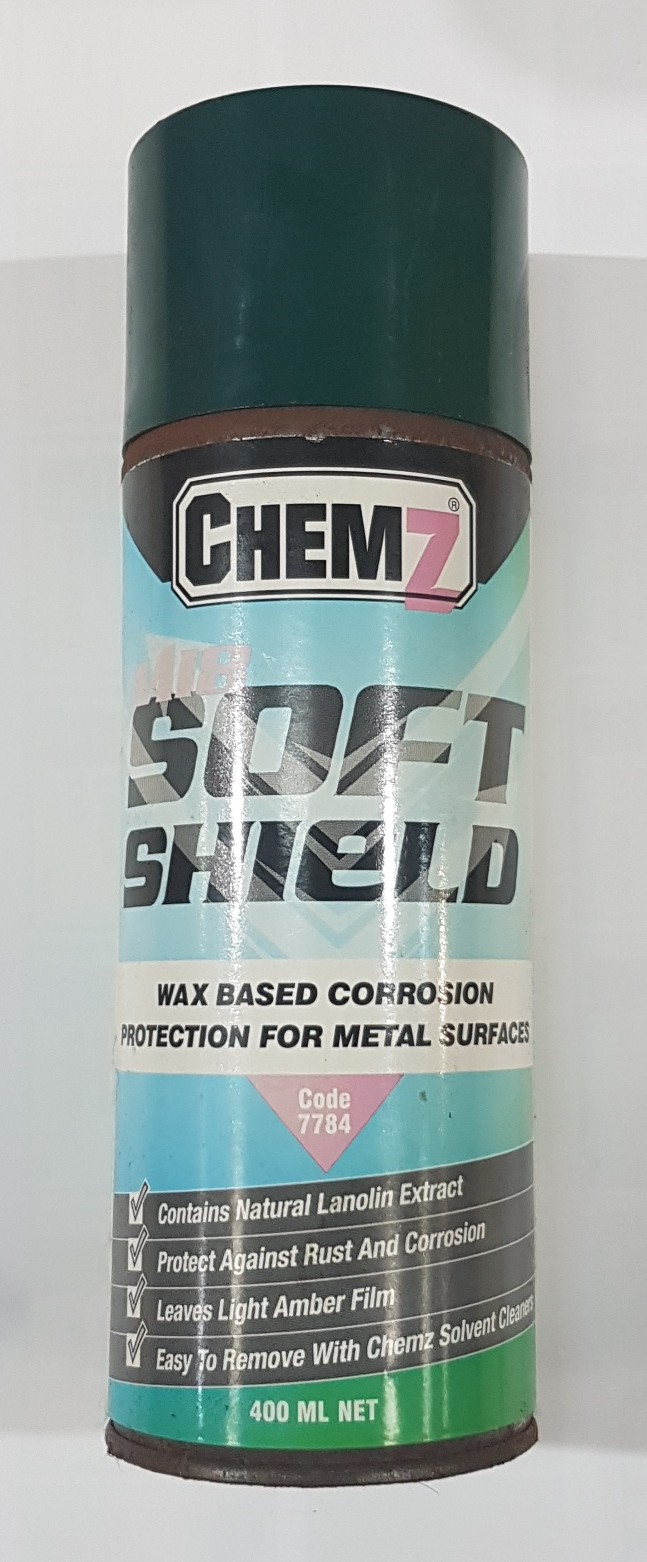 CHEMZ®
M18
SOFT
SHIELD
WAX BASED CORROSION
PROTECTION FOR METAL SURFACES
Code
7784
Contains Natural Lanolin Extract
Protect Against Rust And Corrosion
Leaves Light Amber Film
Easy To Remove With Chemz Solvent Cleaners
400 ML NET